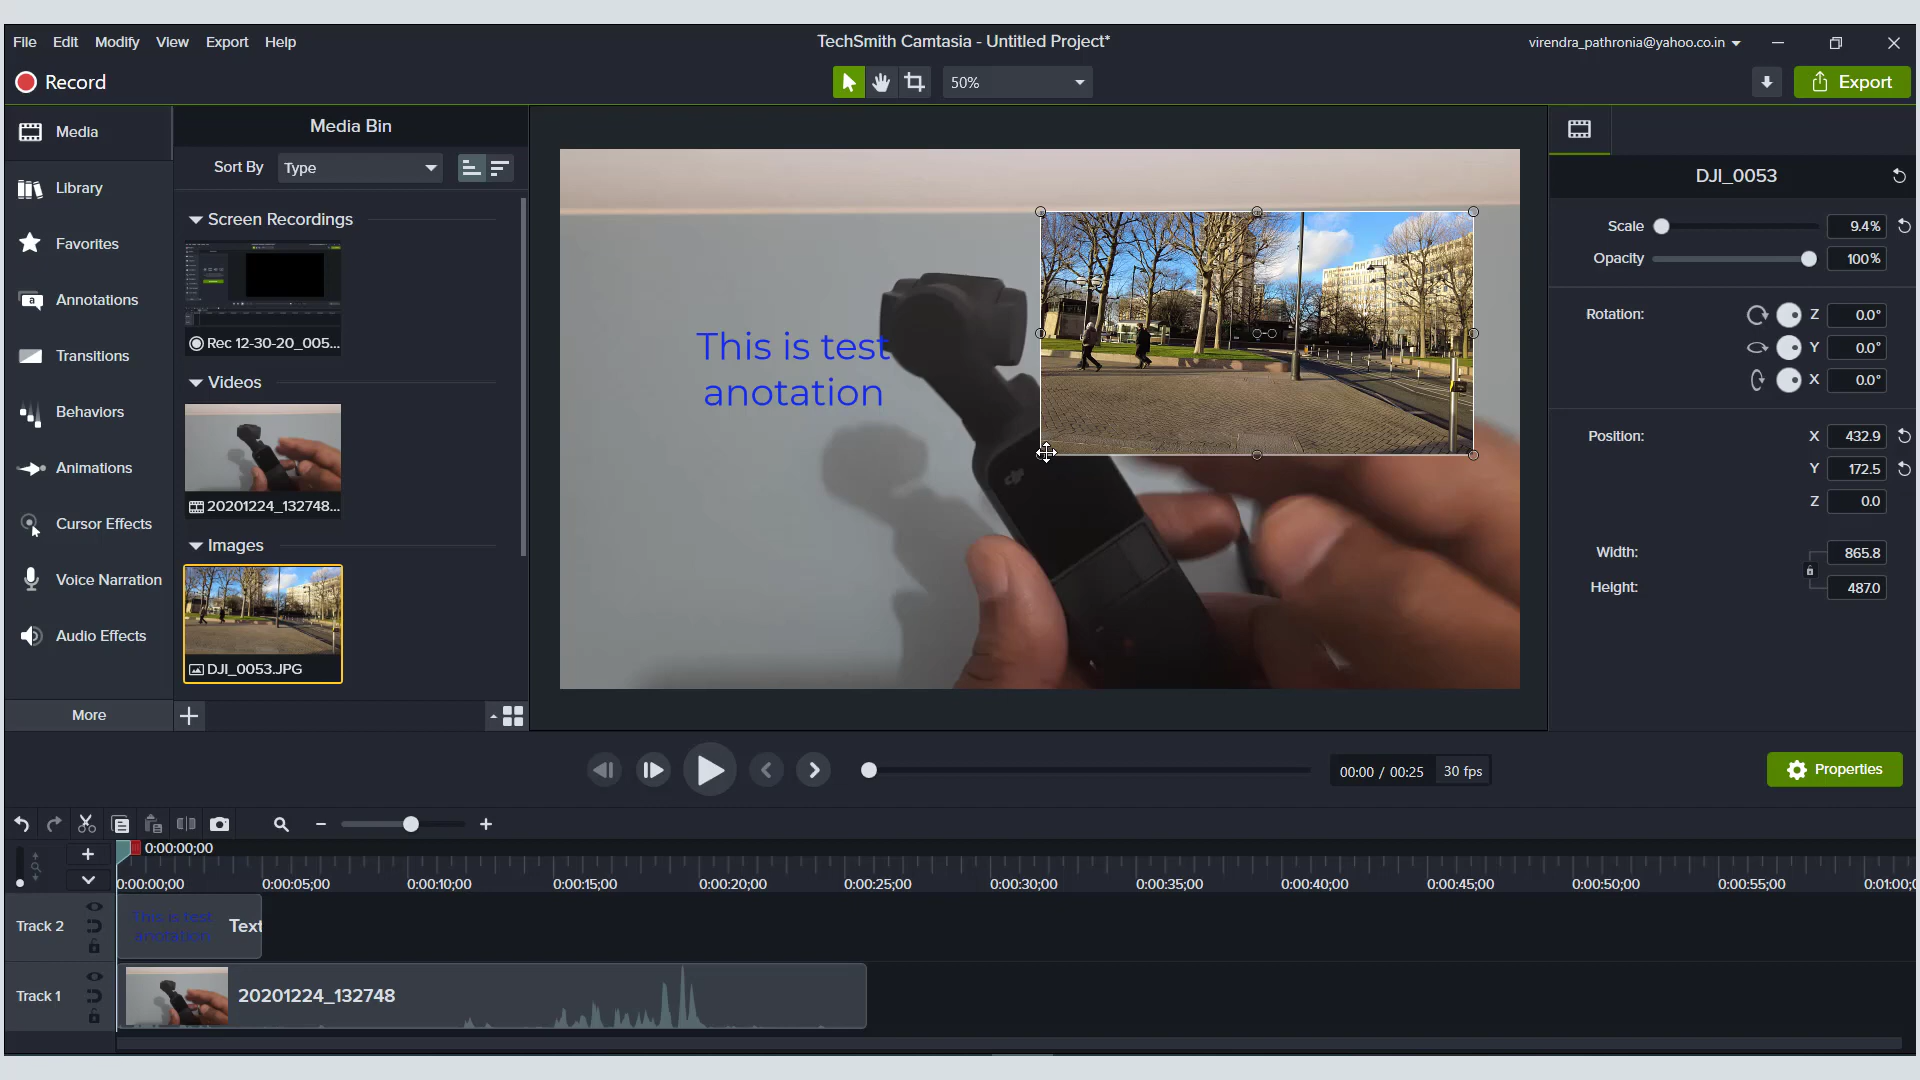 File Edit Modify View Export Help
TechSmith Camtasia - Untitled Project*
virendra_pathronia@yahoo.co.in
Record
50%
Export
Media
Library
Favorites
a
Annotations
Transitions
Behaviors
Animations
Cursor Effects
Voice Narration
Audio Effects
More
Media Bin
Sort By Type
Screen Recordings
Rec 12-30-20_005...
Videos
20201224_132748...
Images
DJI_0053.JPG
This is test
anotation
DJI_0053
Scale 9.4%
Opacity 100%
Rotation: Z 0.0°
Y 0.0°
X 0.0°
Position: X 432.9
Y 172.5
Z 0.0
Width: 865.8
Height: 487.0
00:00 / 00:25 30 fps
Properties
0:00:00;00
0:00:00;00 0:00:05;00 0:00:10;00 0:00:15;00 0:00:20;00 0:00:25;00 0:00:30;00 0:00:35;00 0:00:40;00 0:00:45;00 0:00:50;00 0:00:55;00 0:01:00;
Track 2
This is test
anotation
Text
Track 1
20201224_132748